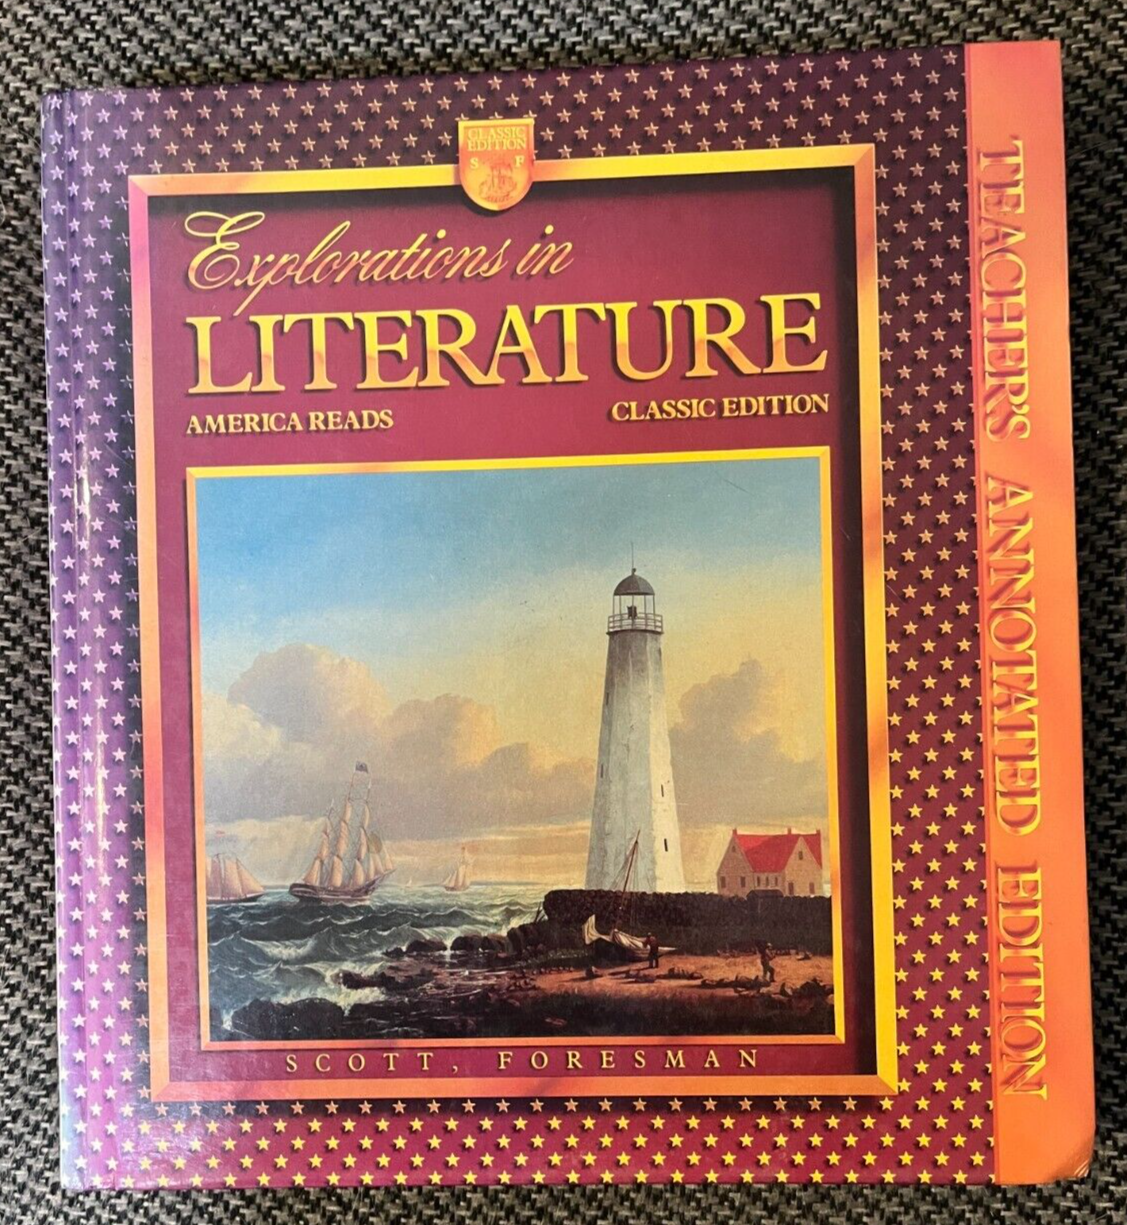 CLASSIC
EDITION
S F
Explorations in
LITERATURE
AMERICA READS
CLASSIC EDITION
SCOTT, FORESMAN
TEACHER'S ANNOTATED EDITION